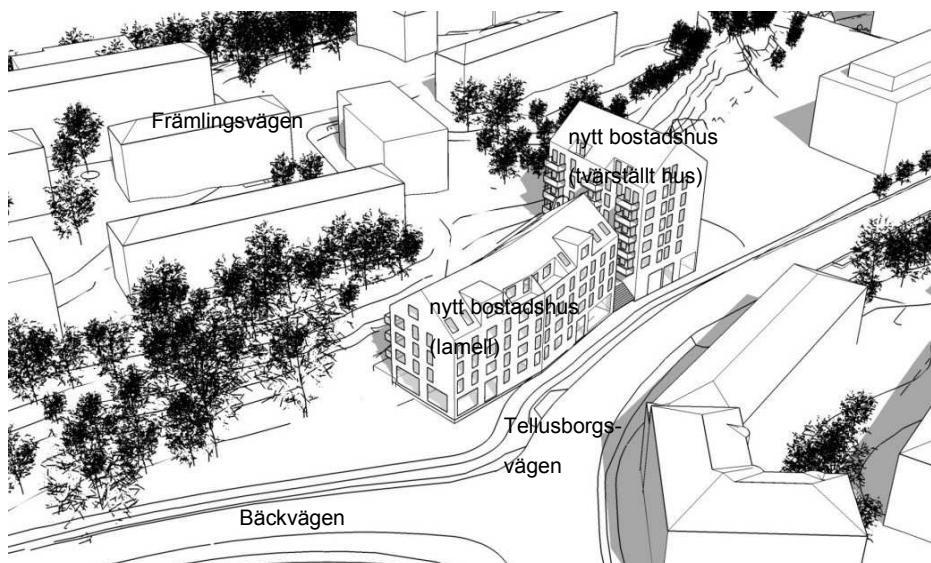 Främlingsvägen
nytt bostadshus
(tvärställt hus)
nytt bostadshus
(lamell)
Tellusborgs-
vägen
Bäckvägen